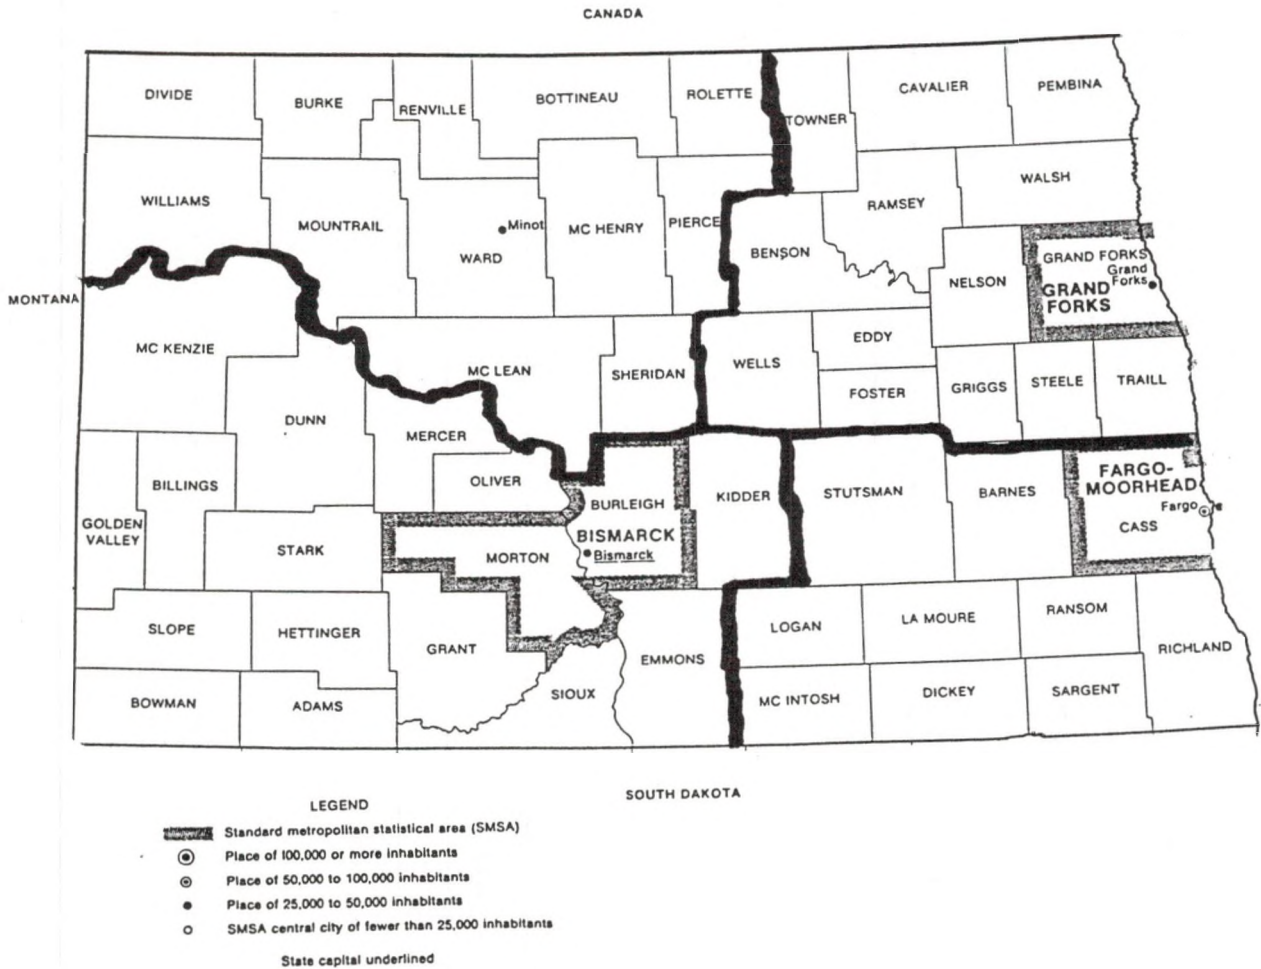 CANADA
DIVIDE
BURKE
RENVILLE
BOTTINEAU
ROLETTE
TOWNER
CAVALIER
PEMBINA
WILLIAMS
MOUNTRAIL
Minot
WARD
MC HENRY
PIERCE
BENSON
RAMSEY
WALSH
NELSON
GRAND FORKS
Grand
Forks
GRAND
FORKS
MONTANA
MC KENZIE
DUNN
MC LEAN
SHERIDAN
WELLS
EDDY
FOSTER
GRIGGS
STEELE
TRAILL
MERCER
OLIVER
BILLINGS
GOLDEN
VALLEY
STARK
MORTON
BURLEIGH
BISMARCK
Bismarck
KIDDER
STUTSMAN
BARNES
FARGO-
MOORHEAD
Fargo
CASS
SLOPE
HETTINGER
GRANT
SIOUX
EMMONS
LOGAN
LA MOURE
RANSOM
RICHLAND
BOWMAN
ADAMS
MC INTOSH
DICKEY
SARGENT
SOUTH DAKOTA
LEGEND
Standard metropolitan statistical area (SMSA)
Place of 100,000 or more inhabitants
Place of 50,000 to 100,000 inhabitants
Place of 25,000 to 50,000 inhabitants
SMSA central city of fewer than 25,000 inhabitants
State capital underlined